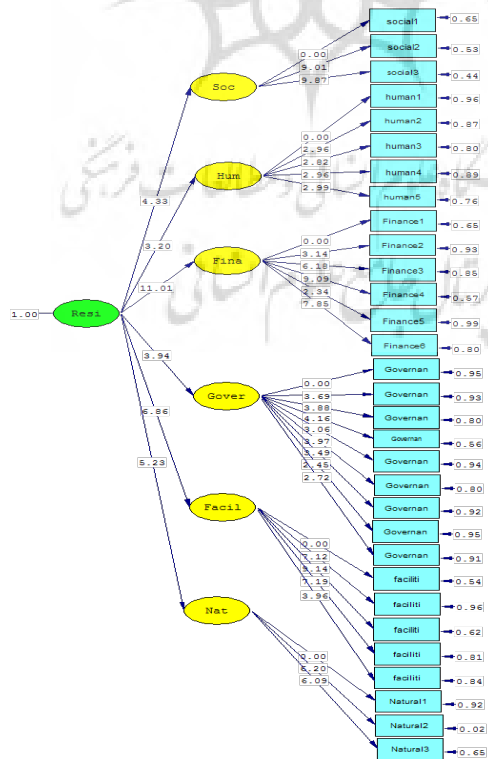 social1 0.65
social2 0.53
social3 0.44
0.00
9.01
9.87
Soc
human1 0.96
human2 0.87
human3 0.80
human4 0.89
human5 0.76
0.00
2.96
2.82
2.96
2.99
Hum
4.33
3.20
Finance1 0.65
Finance2 0.93
Finance3 0.85
Finance4 0.57
Finance5 0.99
Finance6 0.80
0.00
3.14
6.18
9.09
2.34
7.85
Fina
11.01
1.00 Resi
3.94
Governan 0.95
Governan 0.93
Governan 0.80
Governan 0.56
Governan 0.94
Governan 0.80
Governan 0.92
Governan 0.95
Governan 0.91
0.00
3.69
3.88
4.16
3.06
3.97
3.49
2.45
2.72
Gover
6.86
5.23
faciliti 0.54
faciliti 0.96
faciliti 0.62
faciliti 0.81
faciliti 0.84
0.00
7.12
9.14
7.19
3.96
Facil
Nat
0.00
6.20
6.09
Natural1 0.92
Natural2 0.02
Natural3 0.65